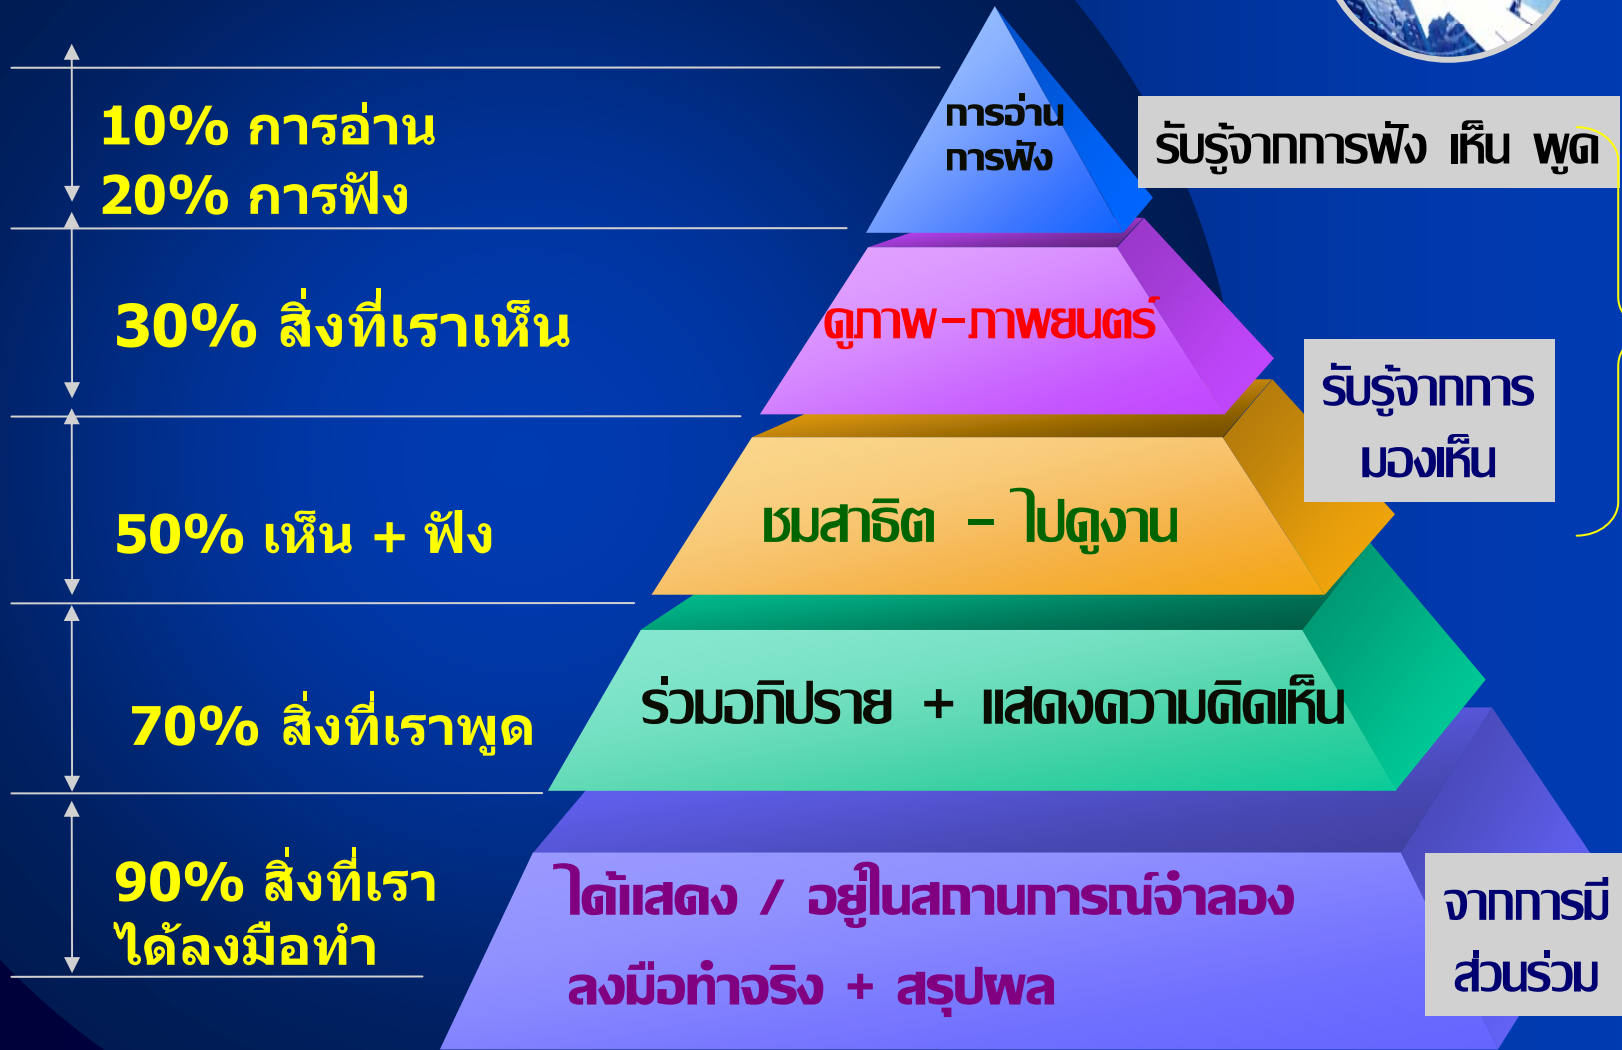 10% การอ่าน
20% การฟัง
การอ่าน
การฟัง
รับรู้จากการฟัง เห็น พูด
30% สิ่งที่เราเห็น
ดูภาพ-ภาพยนตร์
รับรู้จากการ
มองเห็น
50% เห็น + ฟัง
ชมสาธิต - ไปดูงาน
70% สิ่งที่เราพูด
ร่วมอภิปราย + แสดงความคิดเห็น
90% สิ่งที่เรา
ได้ลงมือทำ
ได้แสดง / อยู่ในสถานการณ์จำลอง
ลงมือทำจริง + สรุปผล
จากการมี
ส่วนร่วม